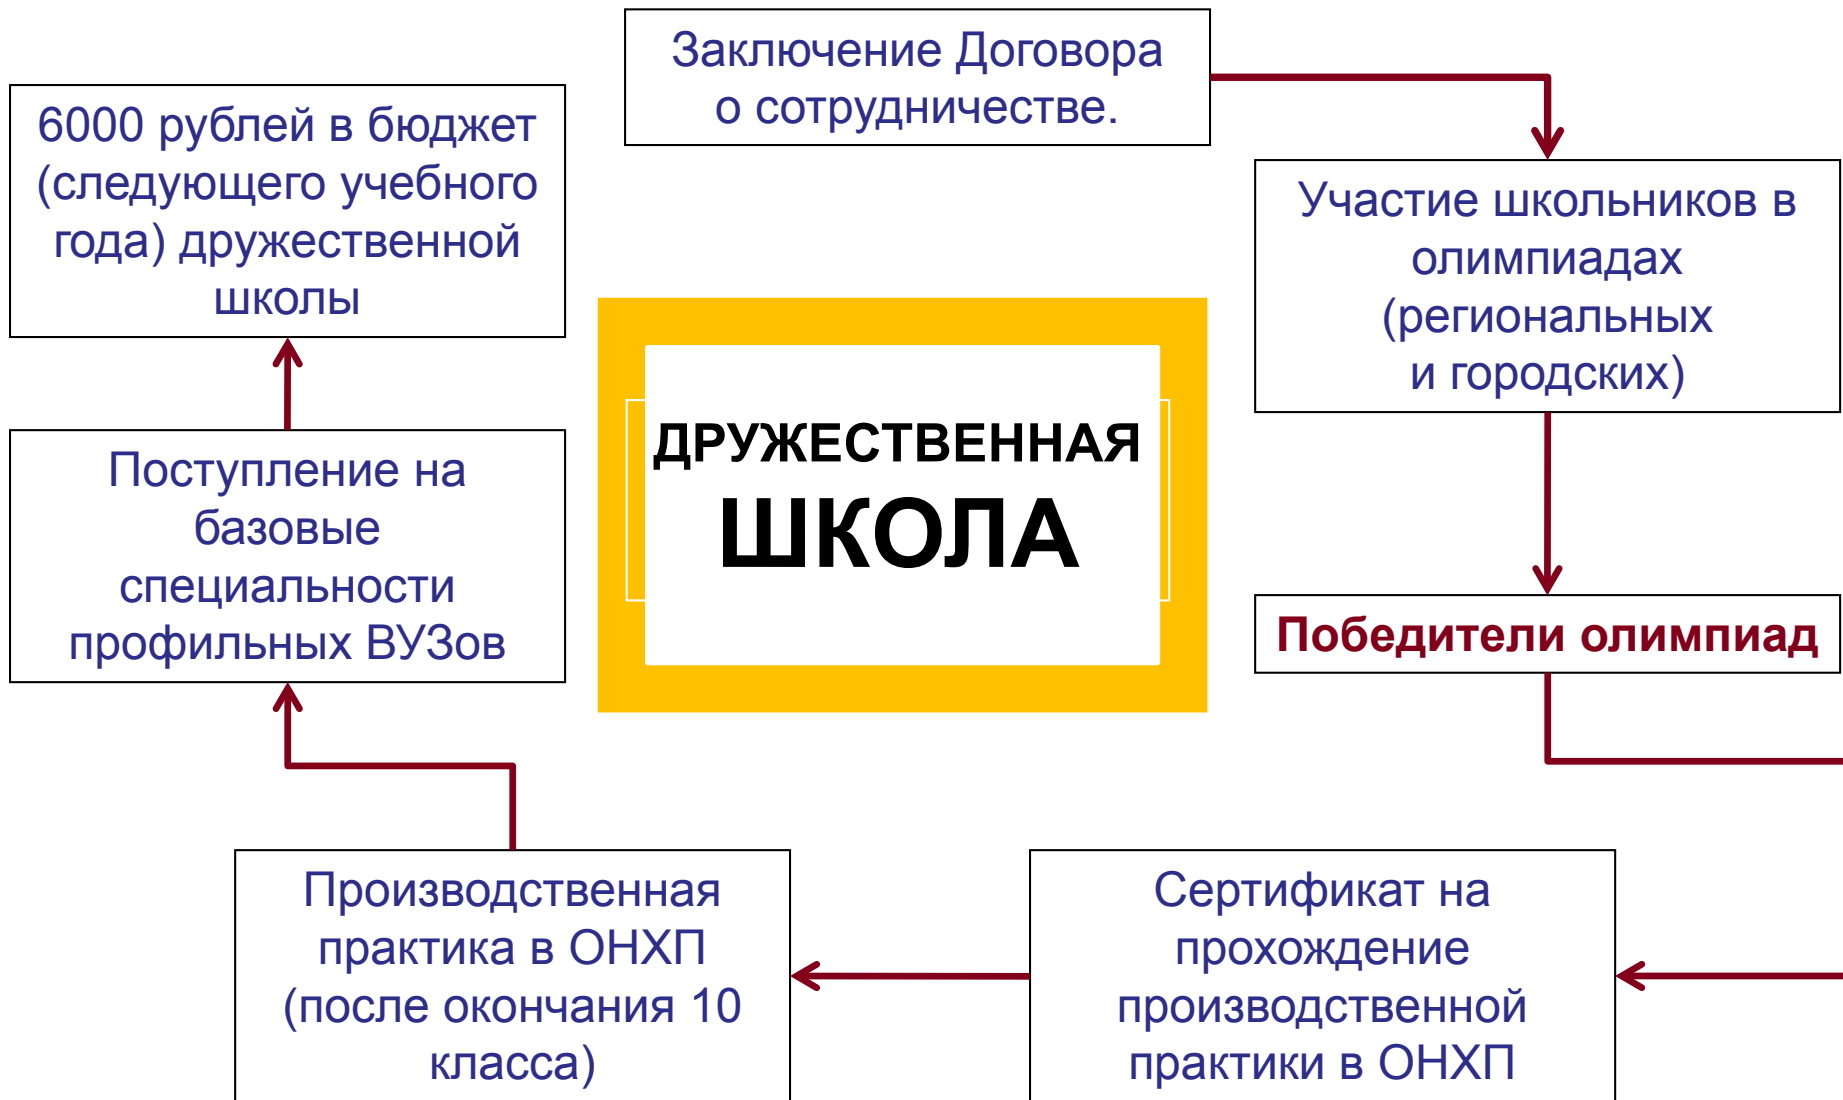 Заключение Договора
о сотрудничестве.
6000 рублей в бюджет
(следующего учебного
года) дружественной
школы
Участие школьников в
олимпиадах
(региональных
и городских)
ДРУЖЕСТВЕННАЯ
ШКОЛА
Поступление на
базовые
специальности
профильных ВУЗов
Победители олимпиад
Производственная
практика в ОНХП
(после окончания 10
класса)
Сертификат на
прохождение
производственной
практики в ОНХП